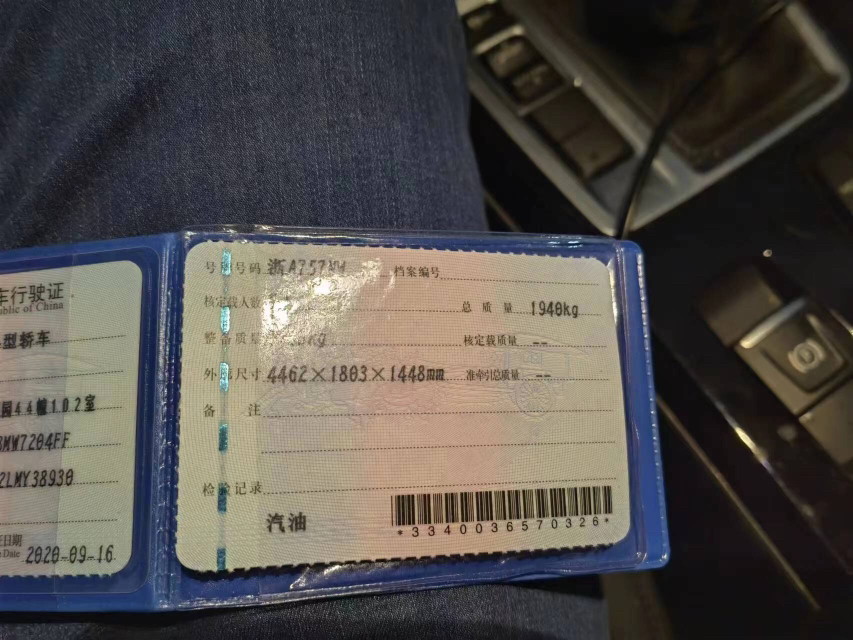 车行驶证
public of China
型轿车
园44幢102室
BMW7204FF
2LMY38930
证日期
Date 2020-09-16
号牌号码 浙A757 档案编号
核定载人数 总质量 1940kg
整备质量 kg 核定载质量 --
外廓尺寸 4462×1803×1448mm 准牵引总质量 --
备注
检验记录
汽油
*3340036570326*